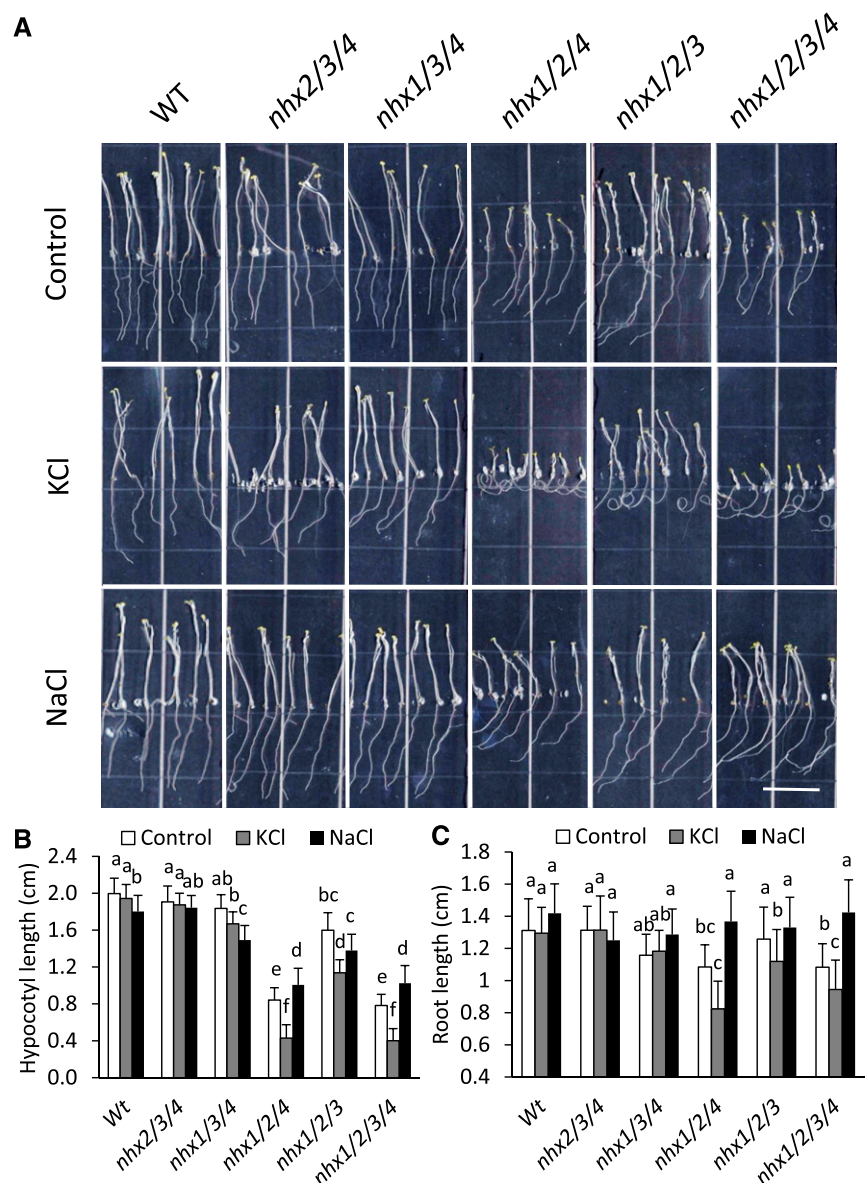 A
WT nhx2/3/4 nhx1/3/4 nhx1/2/4 nhx1/2/3 nhx1/2/3/4
Control
KCl
NaCl
B
Control KCl NaCl
Hypocotyl length (cm)
2.4
2.0
1.6
1.2
0.8
0.4
0.0
a a b a a ab ab b c e f d bc d c e f d
Wt nhx2/3/4 nhx1/3/4 nhx1/2/4 nhx1/2/3 nhx1/2/3/4
C
Control KCl NaCl
Root length (cm)
1.8
1.6
1.4
1.2
1
0.8
0.6
0.4
a a a a a a ab ab a bc c a a b a b c a
Wt nhx2/3/4 nhx1/3/4 nhx1/2/4 nhx1/2/3 nhx1/2/3/4